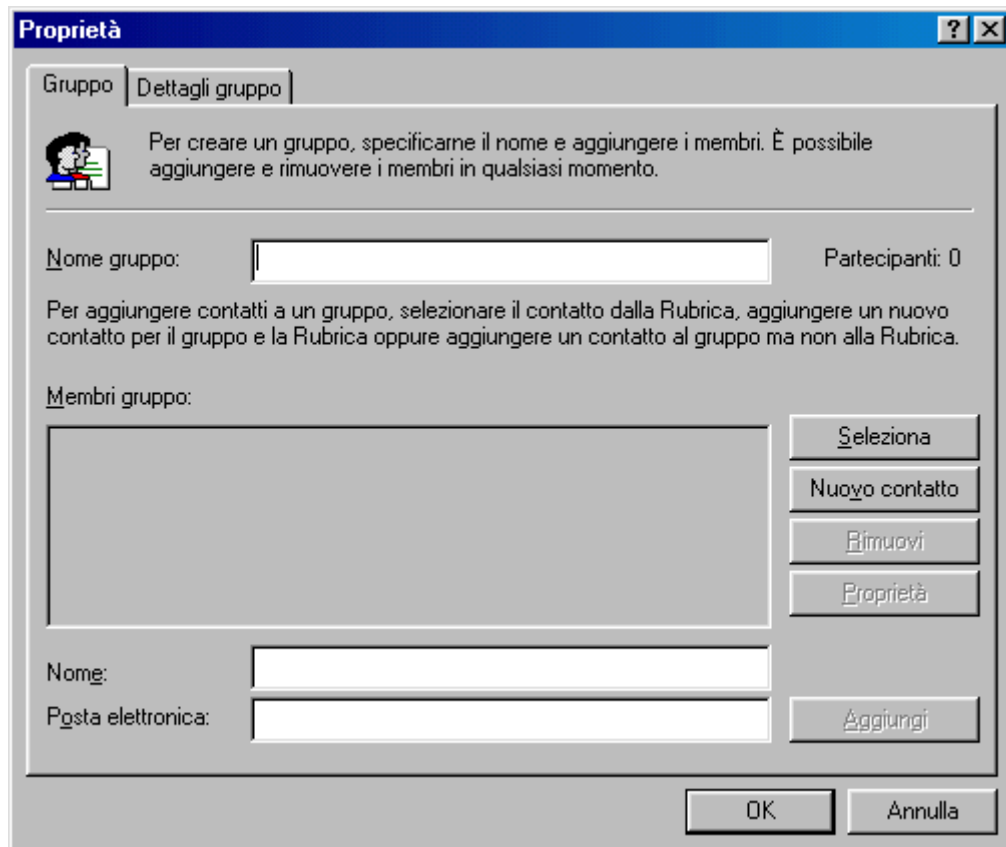 Proprietà
Gruppo
Dettagli gruppo
Per creare un gruppo, specificarne il nome e aggiungere i membri. È possibile
aggiungere e rimuovere i membri in qualsiasi momento.
Nome gruppo:
Partecipanti: 0
Per aggiungere contatti a un gruppo, selezionare il contatto dalla Rubrica, aggiungere un nuovo
contatto per il gruppo e la Rubrica oppure aggiungere un contatto al gruppo ma non alla Rubrica.
Membri gruppo:
Seleziona
Nuovo contatto
Rimuovi
Proprietà
Nome:
Posta elettronica:
Aggiungi
OK
Annulla